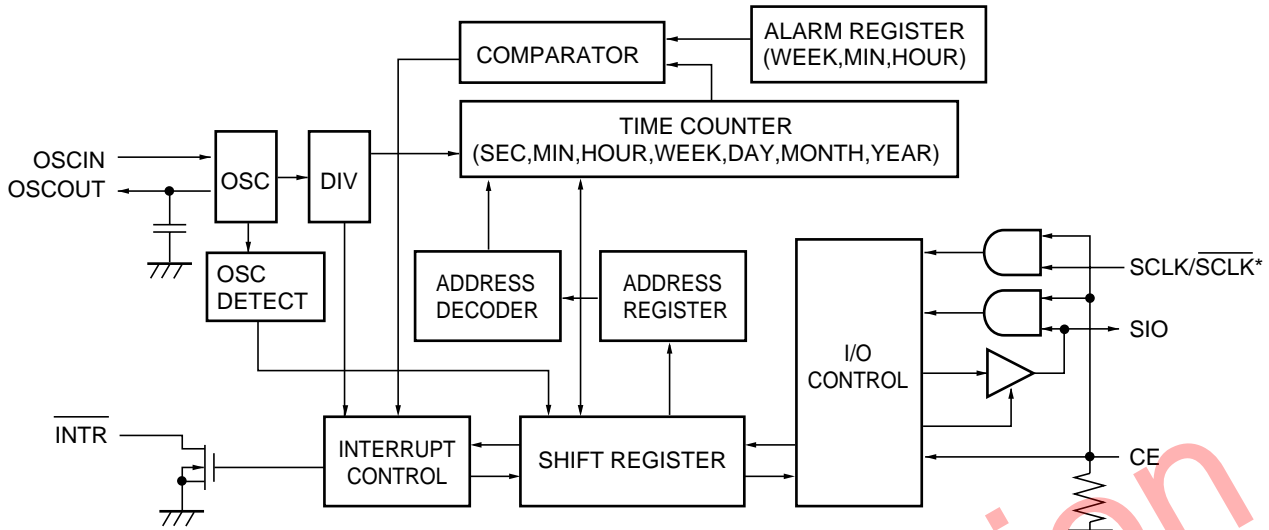 ALARM REGISTER
(WEEK,MIN,HOUR)
COMPARATOR
TIME COUNTER
(SEC,MIN,HOUR,WEEK,DAY,MONTH,YEAR)
OSCIN
OSCOUT
OSC
DIV
OSC
DETECT
ADDRESS
DECODER
ADDRESS
REGISTER
I/O
CONTROL
SCLK/SCLK*
SIO
CE
INTR
INTERRUPT
CONTROL
SHIFT REGISTER